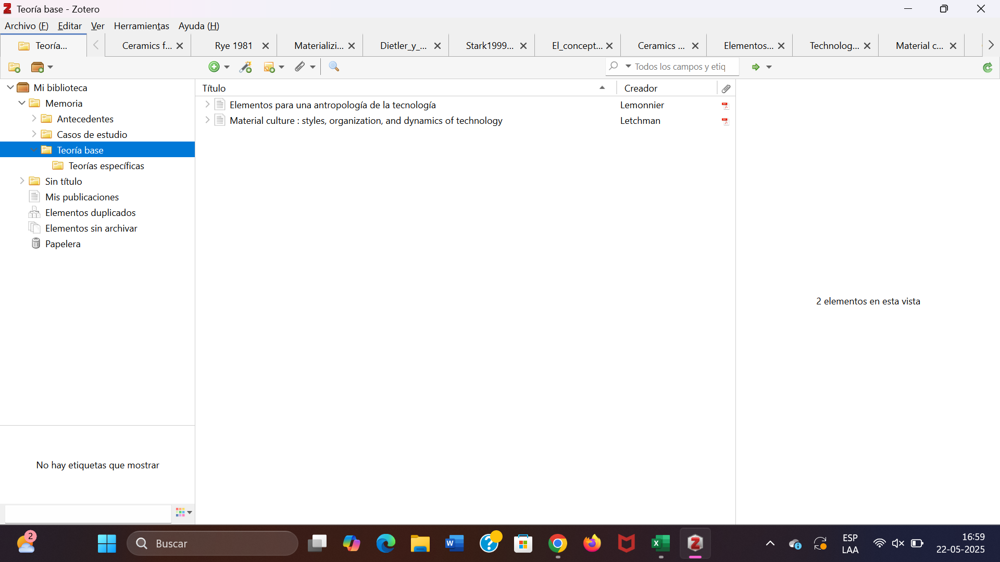 Teoría base - Zotero
Archivo (F) Editar Ver Herramientas Ayuda (H)
Teoría... Ceramics f... Rye 1981 Materializi... Dietler_y_... Stark1999... El_concept... Ceramics ... Elementos... Technolog... Material c...
Todos los campos y etiq
Mi biblioteca
Memoria
Antecedentes
Casos de estudio
Teoría base
Teorías específicas
Sin título
Mis publicaciones
Elementos duplicados
Elementos sin archivar
Papelera
No hay etiquetas que mostrar
Título Creador
Elementos para una antropología de la tecnología Lemonnier
Material culture : styles, organization, and dynamics of technology Letchman
2 elementos en esta vista
2
Buscar
ESP
LAA
16:59
22-05-2025